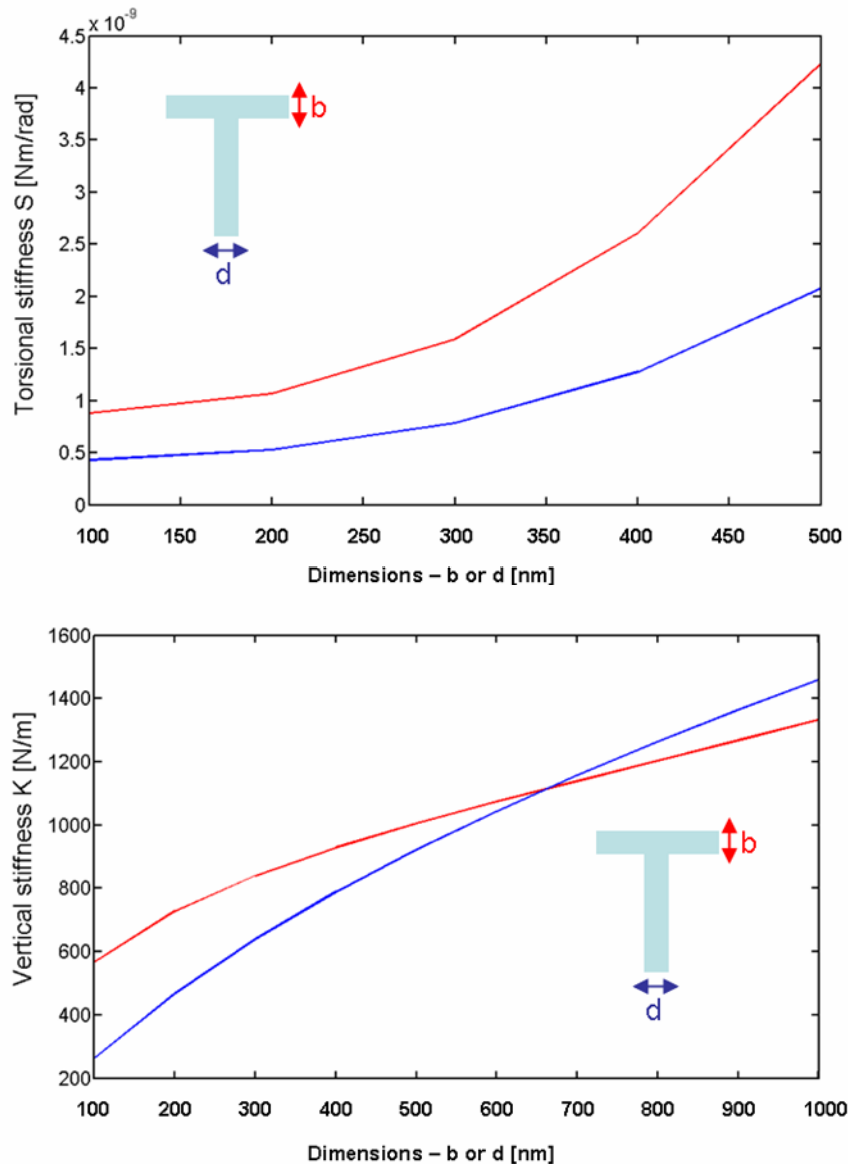 x 10⁻⁹
4.5
4
3.5
3
2.5
2
1.5
1
0.5
0
Torsional stiffness S [Nm/rad]
b
d
100 150 200 250 300 350 400 450 500
Dimensions – b or d [nm]
1600
1400
1200
1000
800
600
400
200
Vertical stiffness K [N/m]
b
d
100 200 300 400 500 600 700 800 900 1000
Dimensions – b or d [nm]